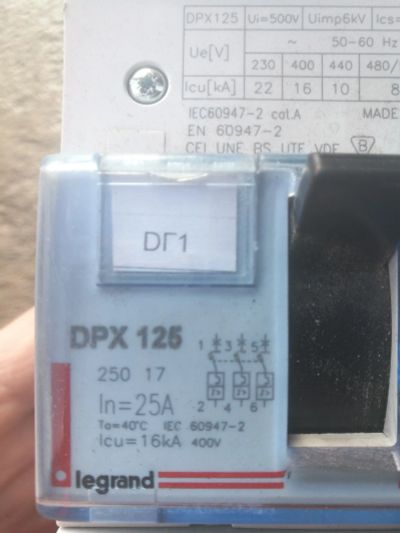 DPX125 Ui=500V Uimp6kV Ics=
Ue[V] ~ 50-60 Hz
230 400 440 480/
Icu[kA] 22 16 10 8
IEC60947-2 cat.A MADE
EN 60947-2
CEI UNE BS UTE VDE B
DГ1
DPX 125
1 3 5
250 17
In=25A
2 4 6
Ta=40°C IEC 60947-2
Icu=16kA 400V
legrand